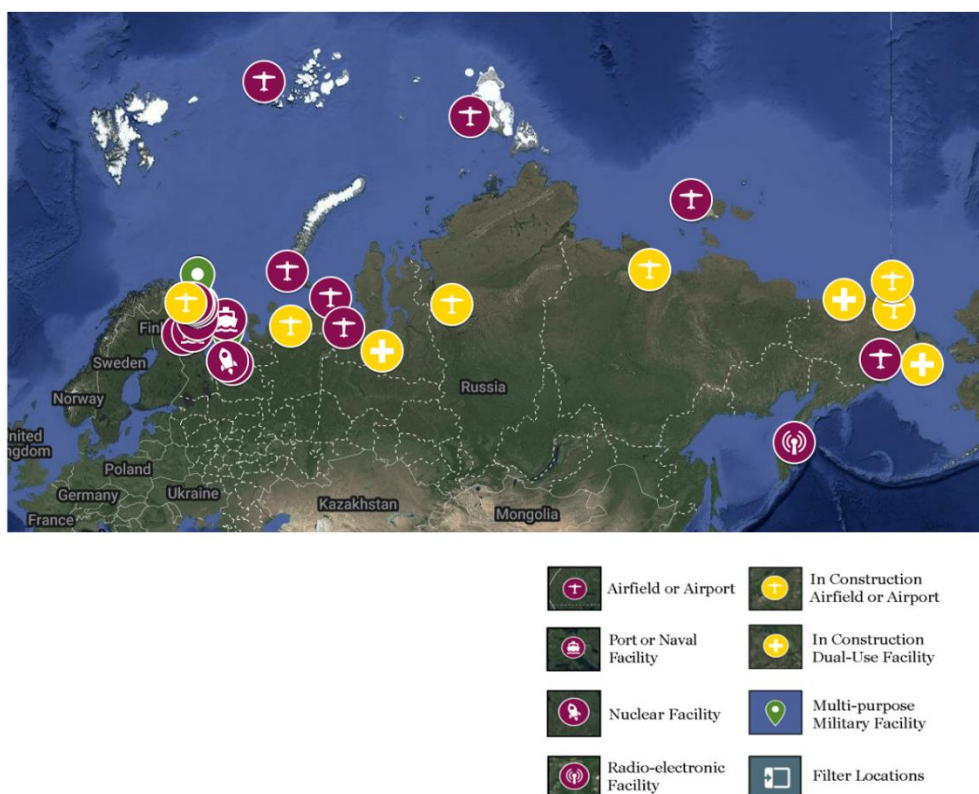 Finl
Sweden
Norway
Russia
United
ngdom
Poland
Germany
Ukraine
Kazakhstan
France
Mongolia
Airfield or Airport
In Construction
Airfield or Airport
Port or Naval
Facility
In Construction
Dual-Use Facility
Nuclear Facility
Multi-purpose
Military Facility
Radio-electronic
Facility
Filter Locations